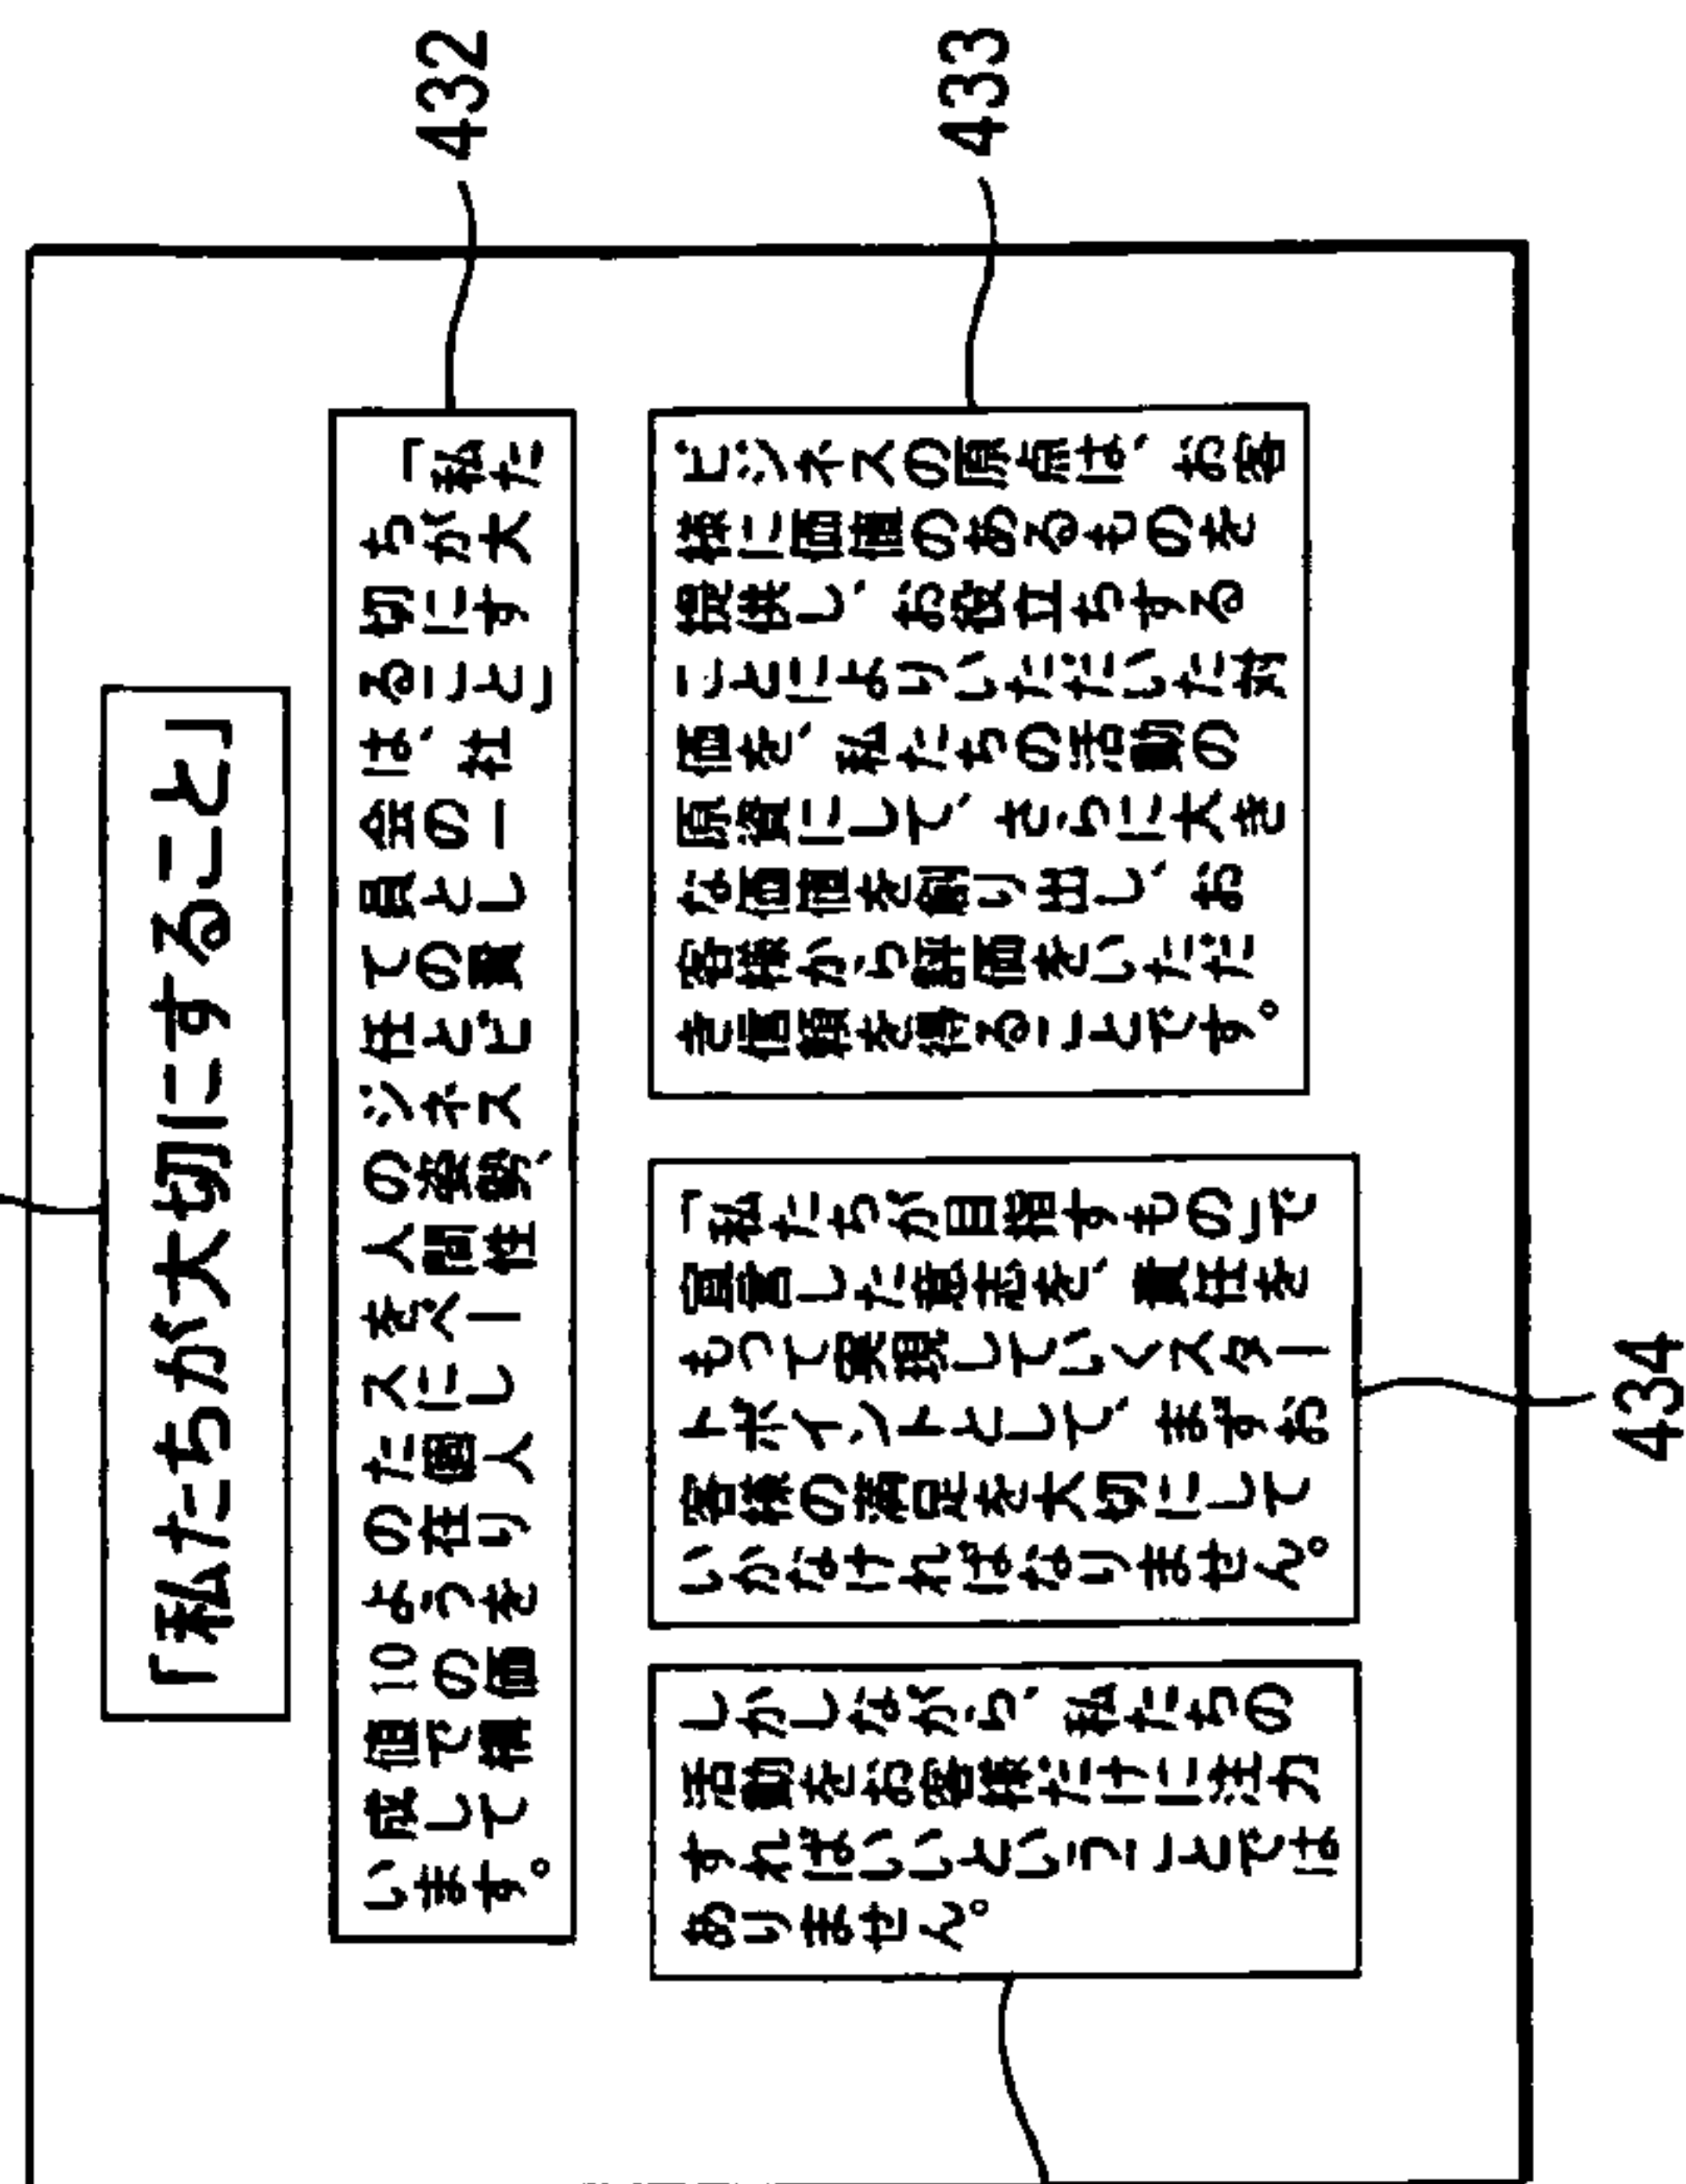 「私たちが大切にすること」
「私た
ちが大
切にす
ること」
は、社
会の一
員とし
ての責
任とビ
ジネス
の姿勢、
人間性
をベー
スにし
た個人
の在り
ようを
10の価
値で構
成して
います。
432
ビジネスの原点は、お客
様に価値のあるものを
提供し、お役立ちする
ことによりいただいた対
価を、私たちの活動の
原資にして、さらに大き
な価値を創り出し、お
客様から評価をいただ
き信頼を得ることです。
433
「私たちが目指すもの」で
宣言した意志を、責任を
もって実現していくスター
トポイントとして、まずお
客様の満足を大切にして
いかなければなりません。
434
しかしながら、私たちの
活動をお客様だけに注力
すればいいということでは
ありません。